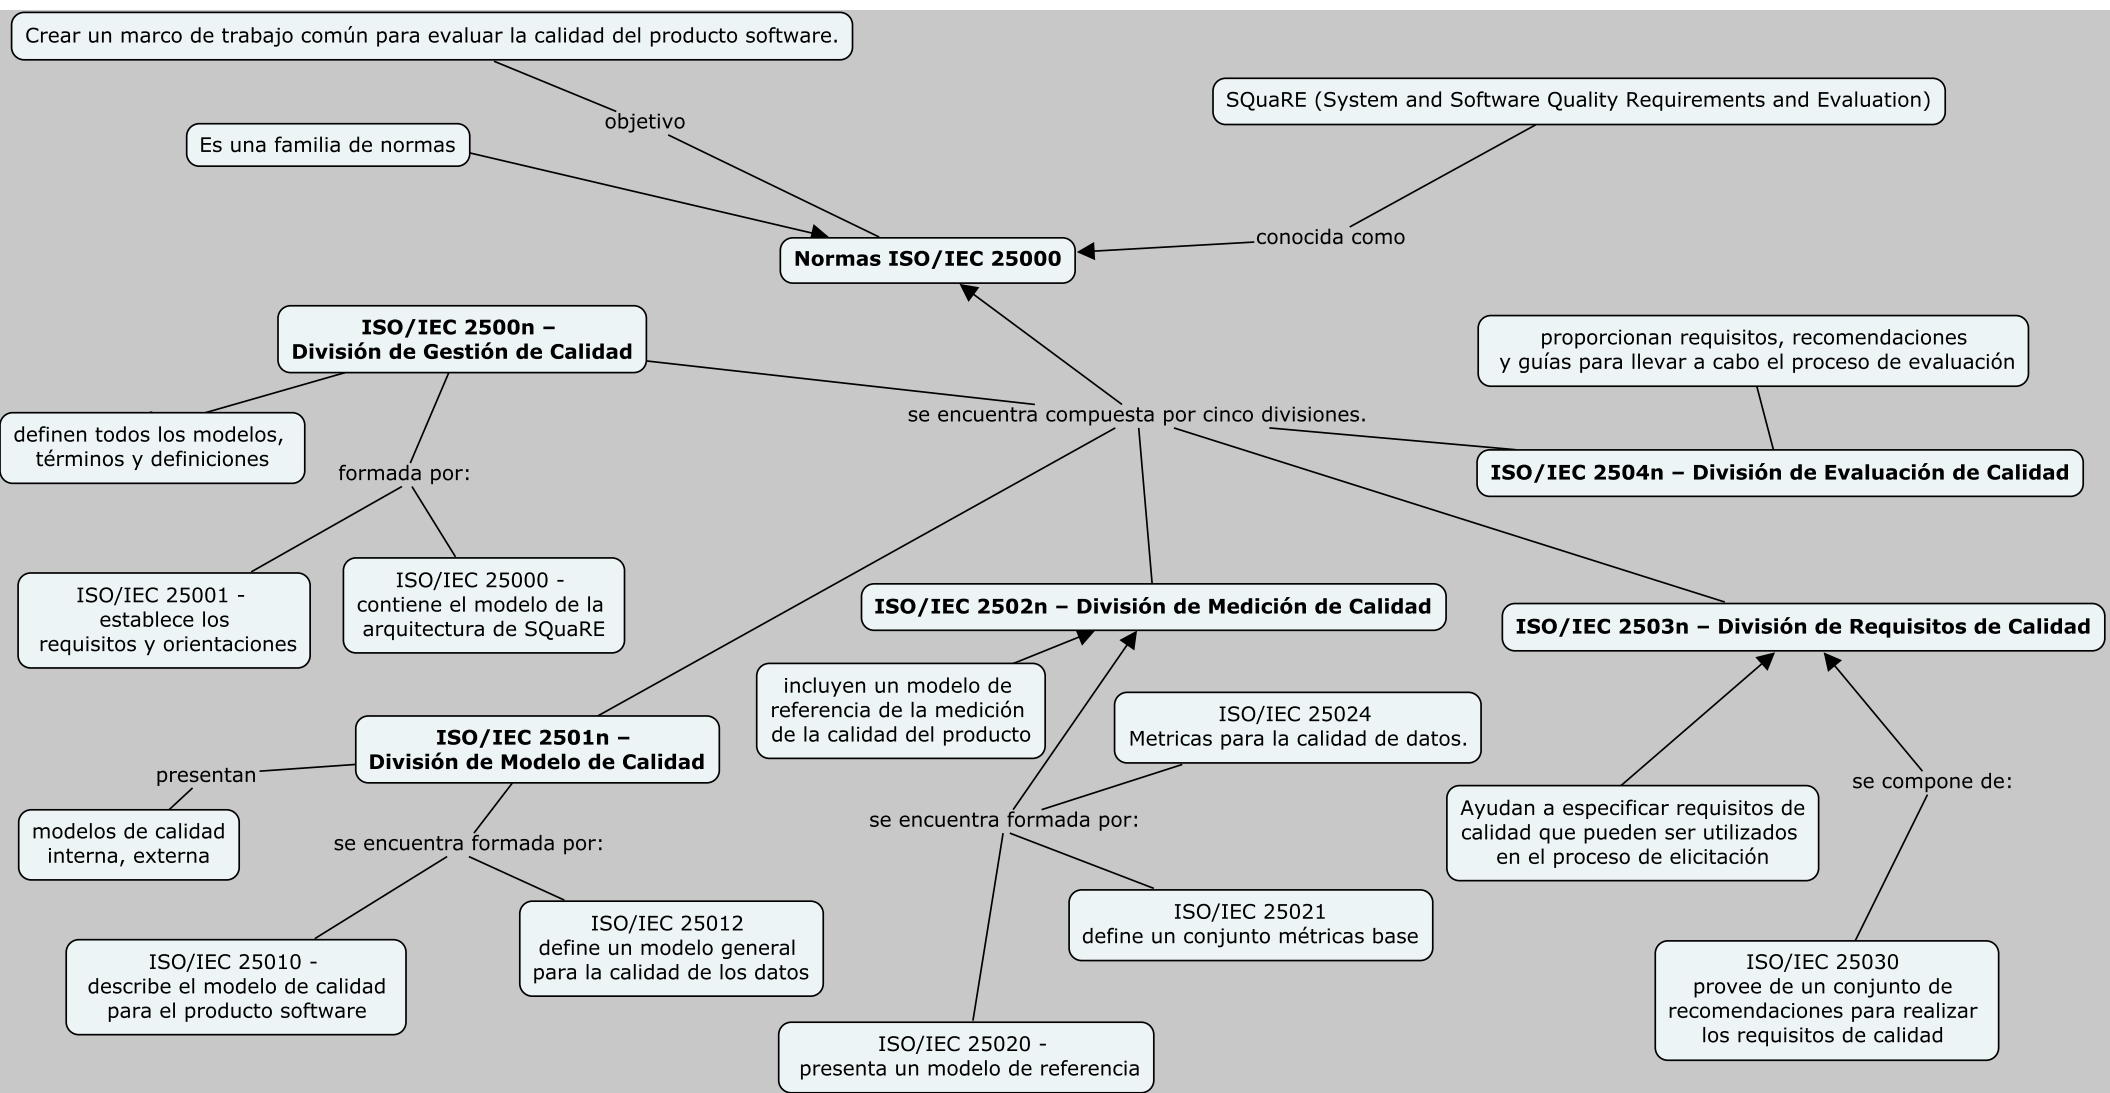 Crear un marco de trabajo común para evaluar la calidad del producto software.
SQuaRE (System and Software Quality Requirements and Evaluation)
objetivo
Es una familia de normas
conocida como
Normas ISO/IEC 25000
ISO/IEC 2500n –
División de Gestión de Calidad
proporcionan requisitos, recomendaciones
y guías para llevar a cabo el proceso de evaluación
se encuentra compuesta por cinco divisiones.
definen todos los modelos,
términos y definiciones
formada por:
ISO/IEC 2504n – División de Evaluación de Calidad
ISO/IEC 25001 -
establece los
requisitos y orientaciones
ISO/IEC 25000 -
contiene el modelo de la
arquitectura de SQuaRE
ISO/IEC 2502n – División de Medición de Calidad
ISO/IEC 2503n – División de Requisitos de Calidad
incluyen un modelo de
referencia de la medición
de la calidad del producto
ISO/IEC 25024
Metricas para la calidad de datos.
ISO/IEC 2501n –
División de Modelo de Calidad
presentan
se compone de:
modelos de calidad
interna, externa
se encuentra formada por:
se encuentra formada por:
Ayudan a especificar requisitos de
calidad que pueden ser utilizados
en el proceso de elicitación
ISO/IEC 25012
define un modelo general
para la calidad de los datos
ISO/IEC 25021
define un conjunto métricas base
ISO/IEC 25010 -
describe el modelo de calidad
para el producto software
ISO/IEC 25030
provee de un conjunto de
recomendaciones para realizar
los requisitos de calidad
ISO/IEC 25020 -
presenta un modelo de referencia